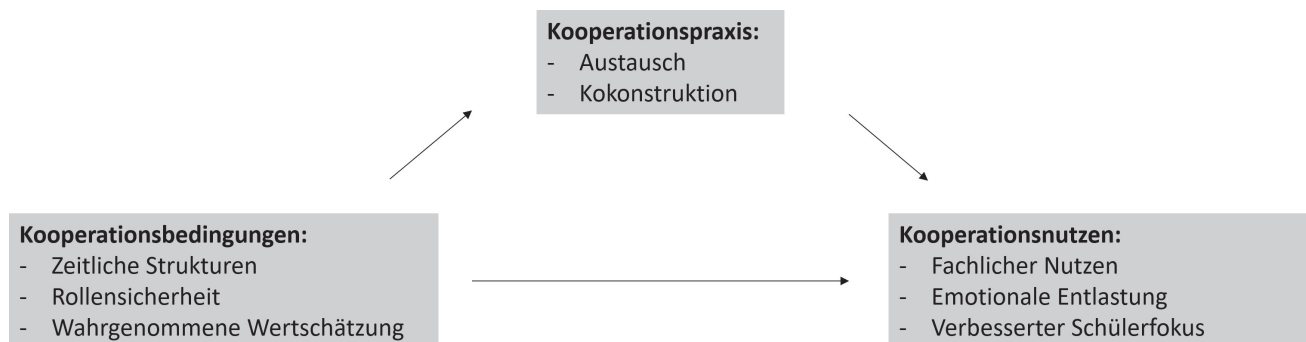 Kooperationspraxis:
- Austausch
- Kokonstruktion
Kooperationsbedingungen:
- Zeitliche Strukturen
- Rollensicherheit
- Wahrgenommene Wertschätzung
Kooperationsnutzen:
- Fachlicher Nutzen
- Emotionale Entlastung
- Verbesserter Schülerfokus